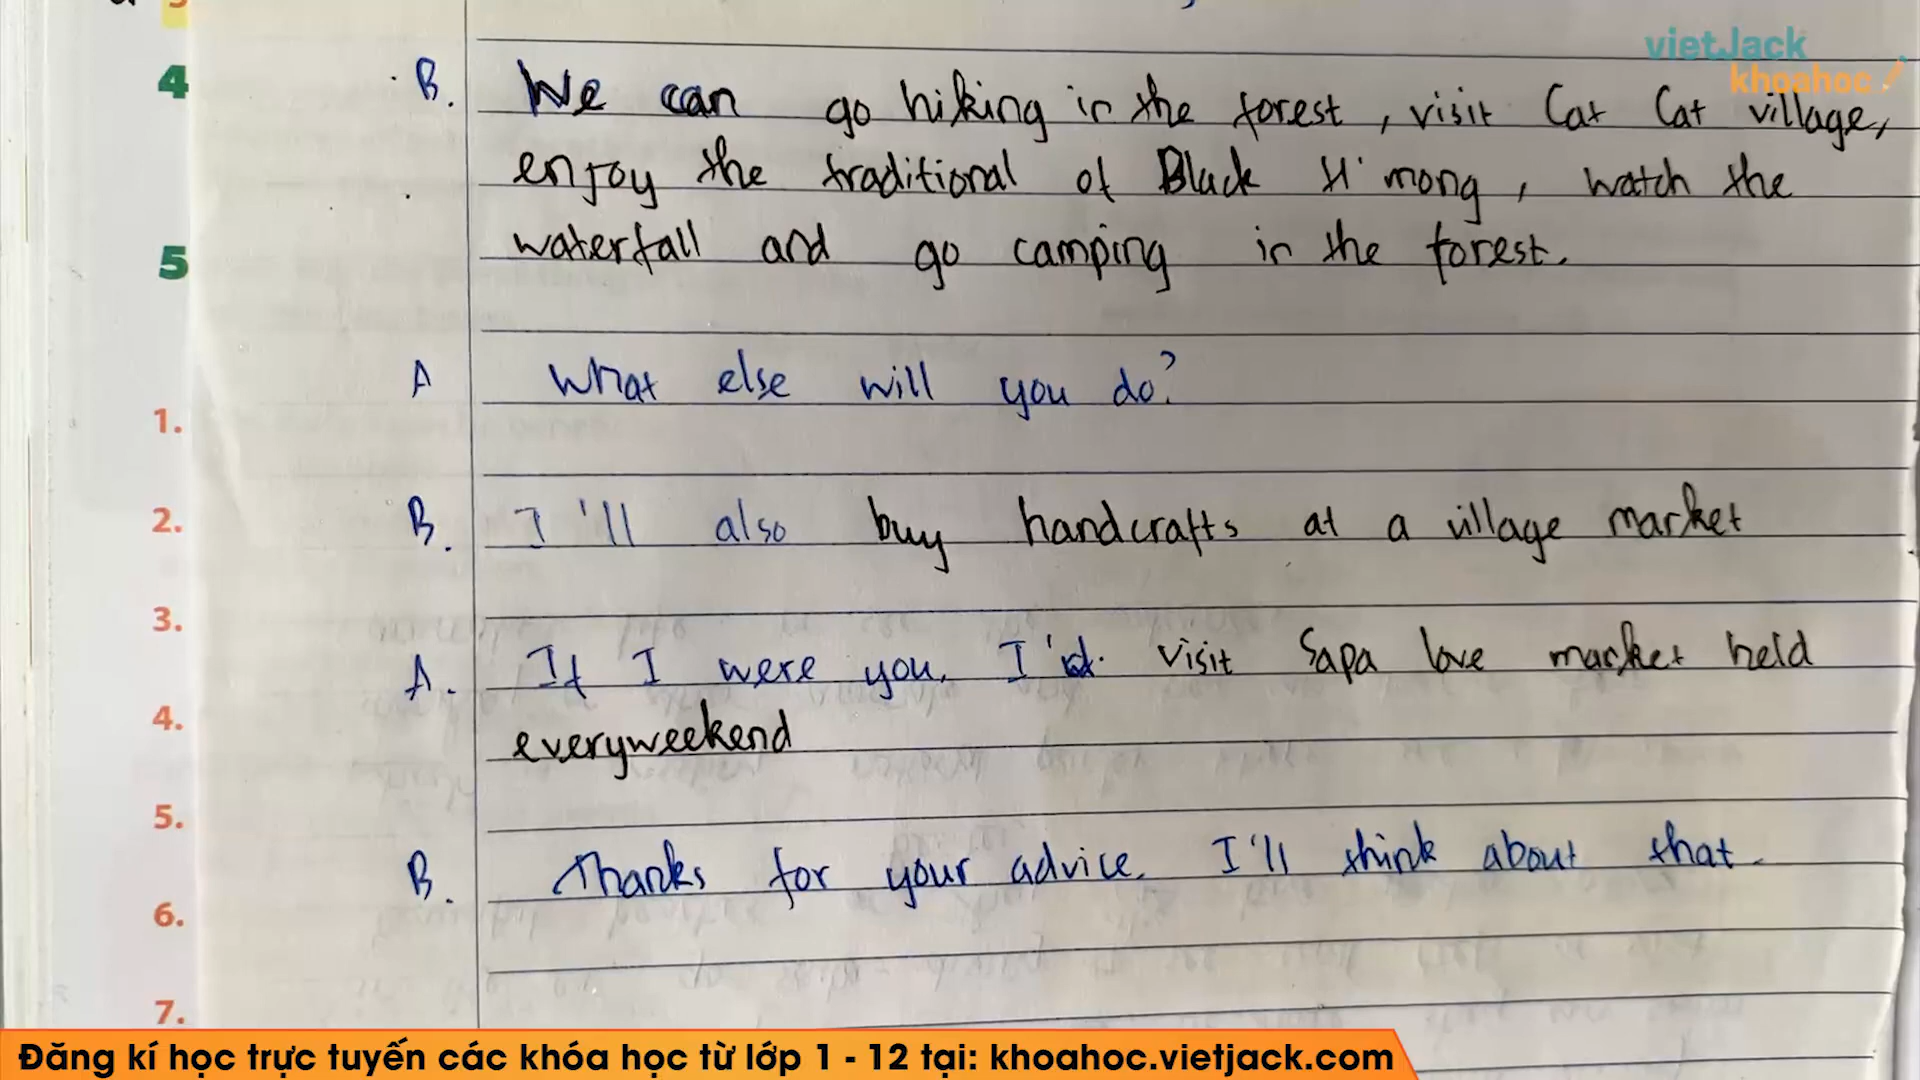 vietJack
khoahoc
4
B. We can go hiking in the forest, visit Cat Cat village,
enjoy the traditional of Black H'mong, watch the
5
waterfall and go camping in the forest.
A What else will you do?
1.
2.
B. I'll also buy handcrafts at a village market
3.
A. If I were you, I'd visit Sapa love market held
4.
everyweekend
5.
B. Thanks for your advice. I'll think about that.
6.
7.
Đăng kí học trực tuyến các khóa học từ lớp 1 - 12 tại: khoahoc.vietjack.com